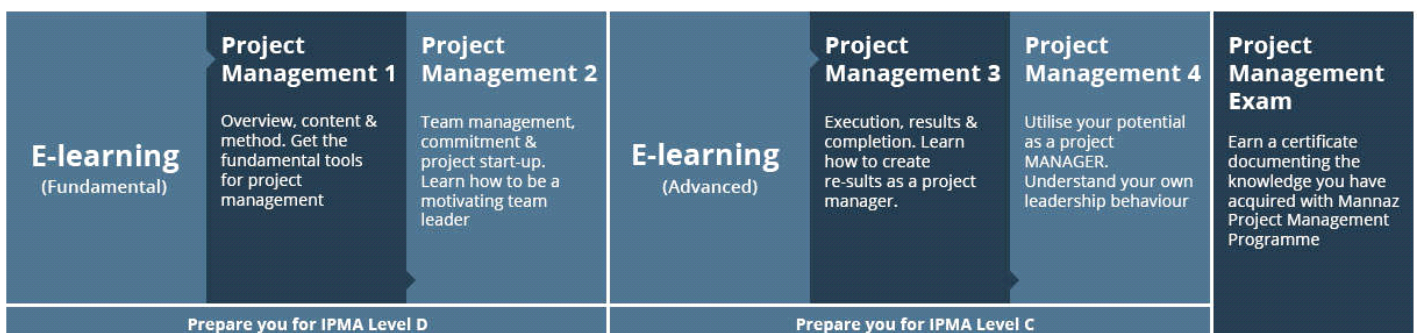 E-learning
(Fundamental)
Project
Management 1
Overview, content &
method. Get the
fundamental tools
for project
management
Project
Management 2
Team management,
commitment &
project start-up.
Learn how to be a
motivating team
leader
Prepare you for IPMA Level D
E-learning
(Advanced)
Project
Management 3
Execution, results &
completion. Learn
how to create
re-sults as a project
manager.
Project
Management 4
Utilise your potential
as a project
MANAGER.
Understand your own
leadership behaviour
Prepare you for IPMA Level C
Project
Management
Exam
Earn a certificate
documenting the
knowledge you have
acquired with Mannaz
Project Management
Programme